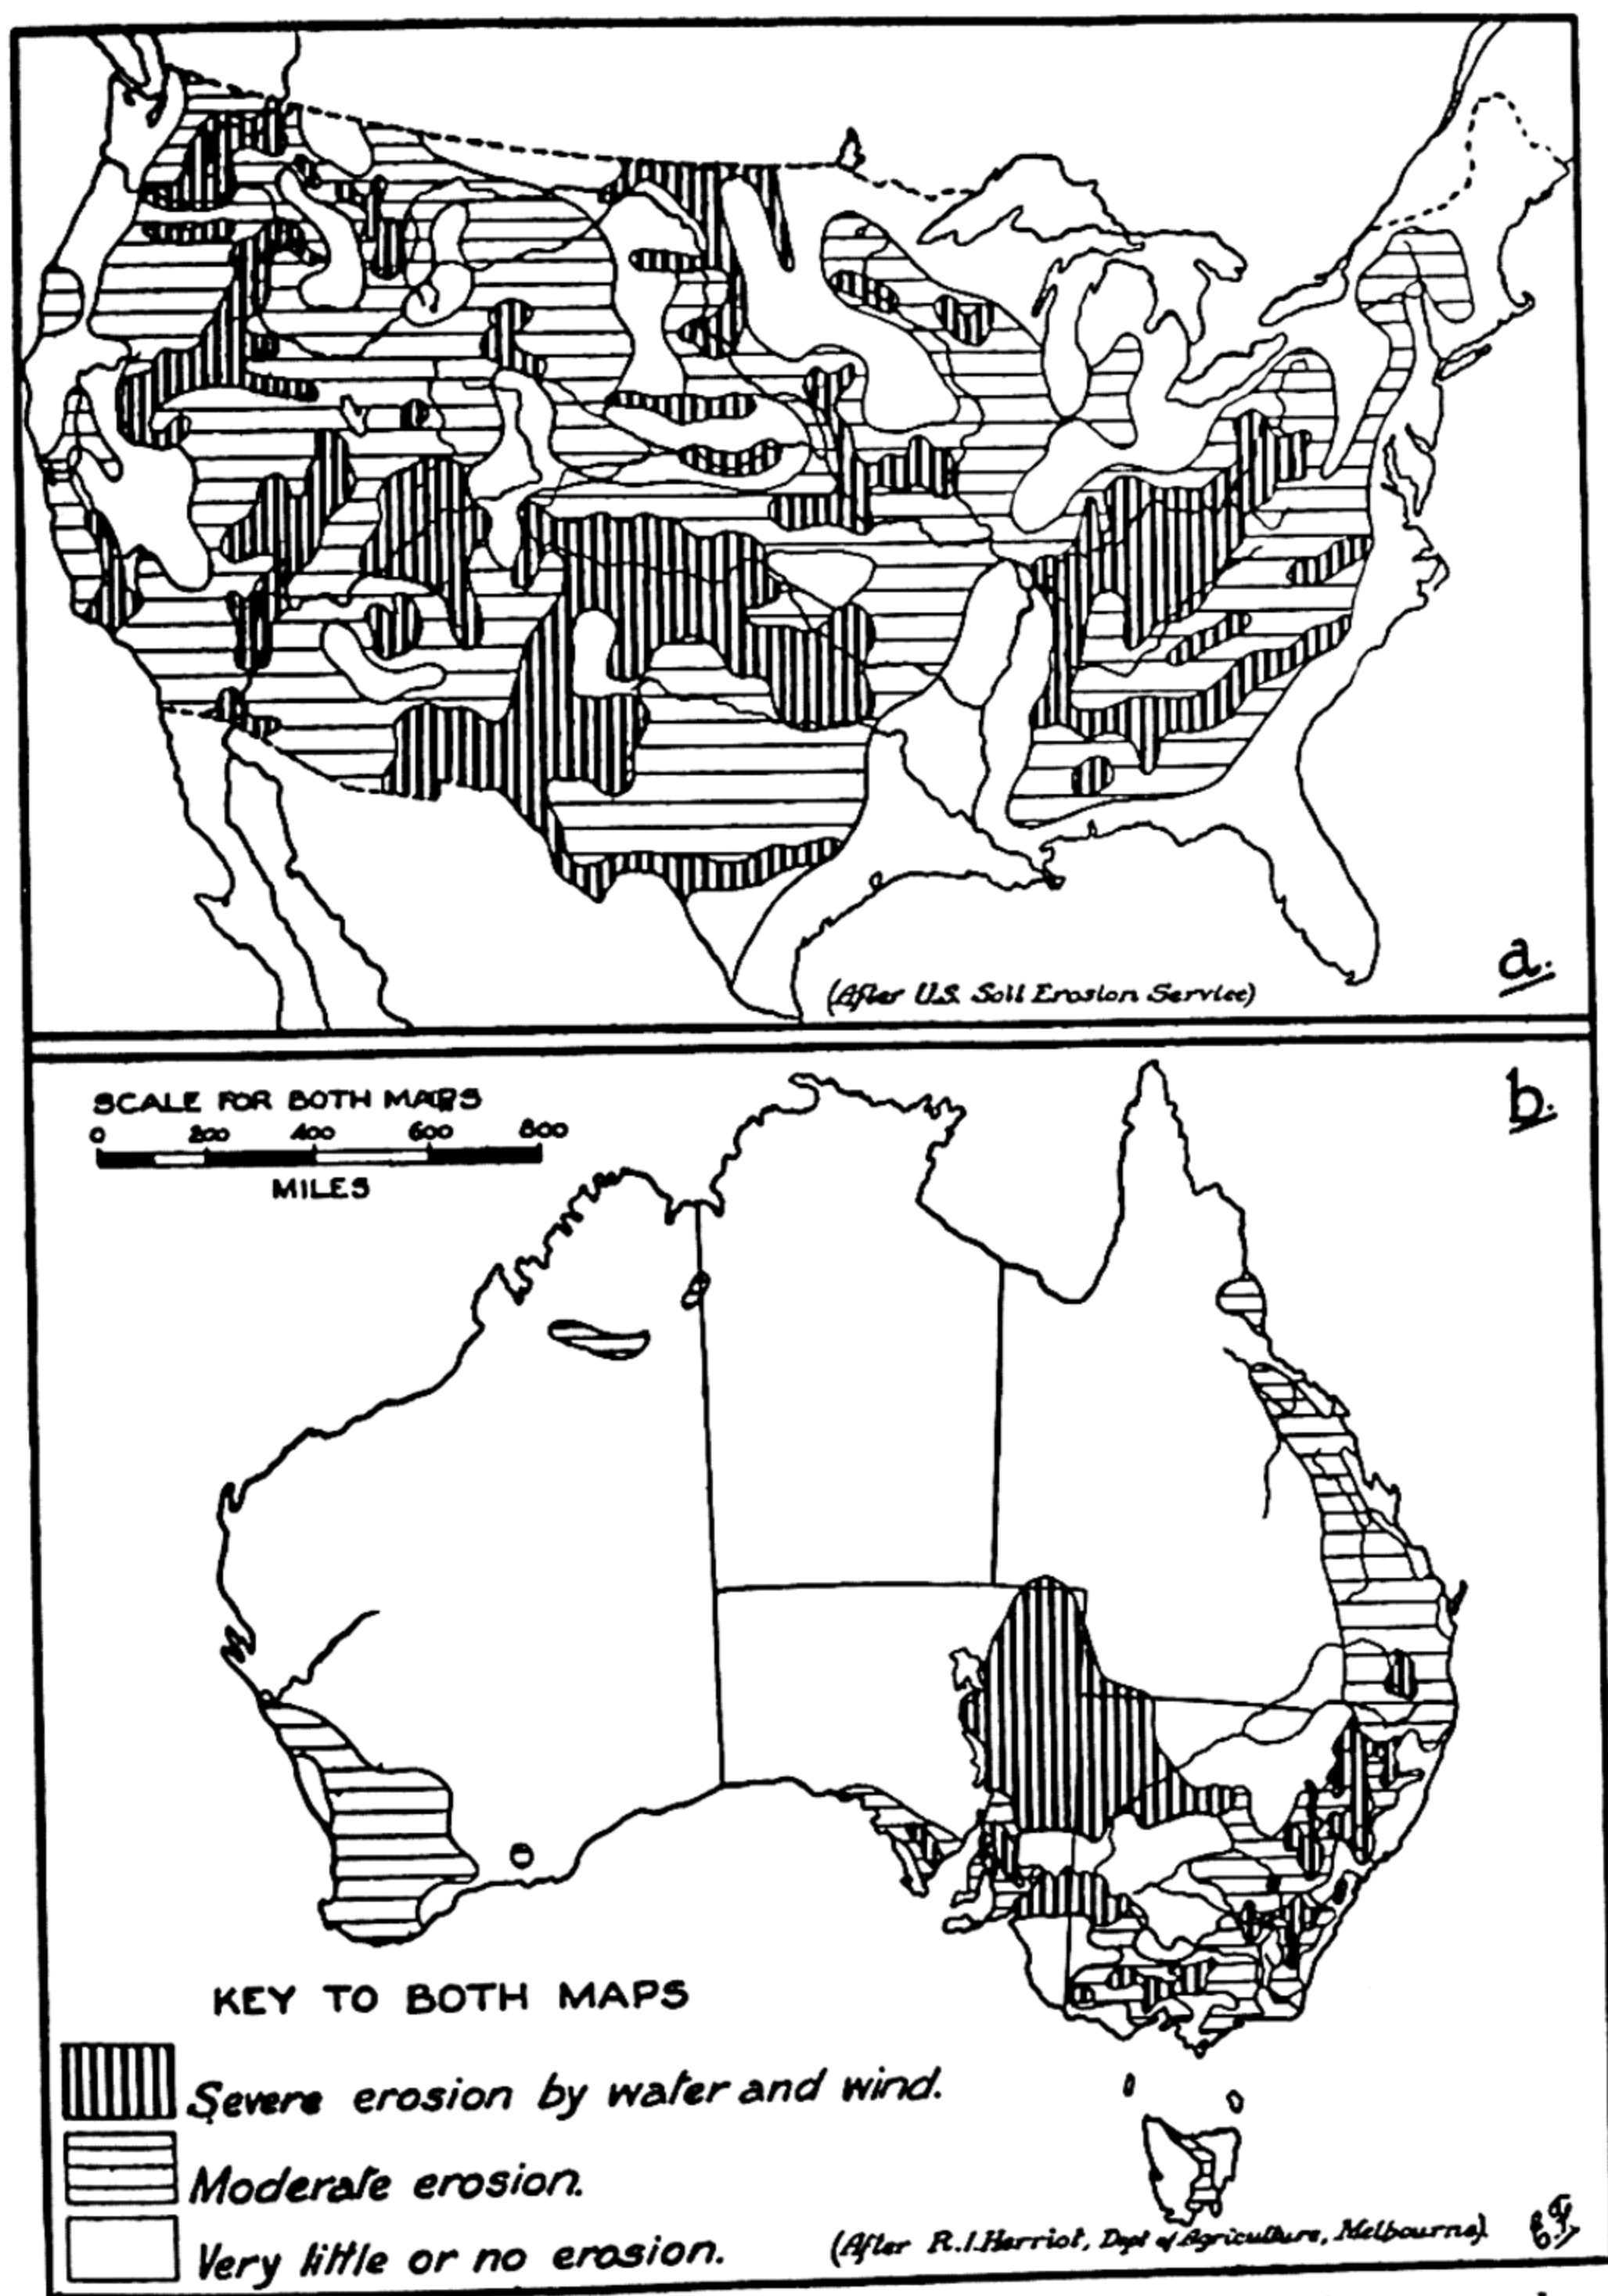 (After U.S. Soil Erosion Service)
a.
SCALE FOR BOTH MAPS
0 200 400 600 800
MILES
b.
KEY TO BOTH MAPS
Severe erosion by water and wind.
Moderate erosion.
Very little or no erosion.
(After R.I. Herriot, Dept of Agriculture, Melbourne).